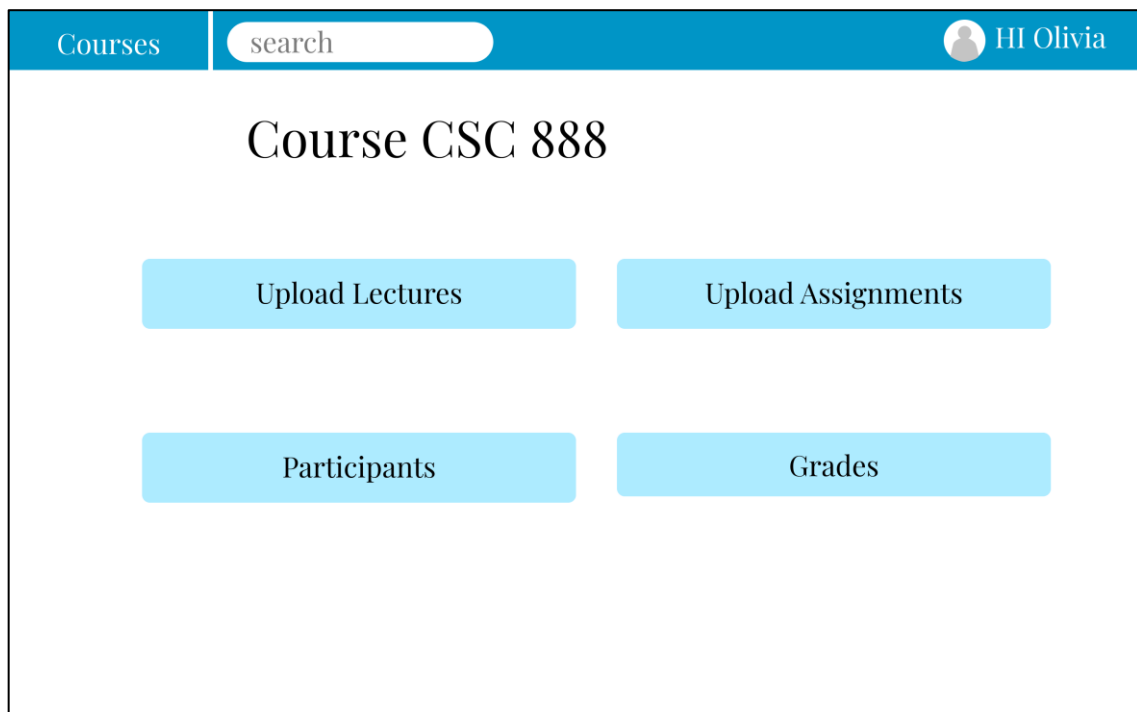 Courses
search
HI Olivia
Course CSC 888
Upload Lectures
Upload Assignments
Participants
Grades